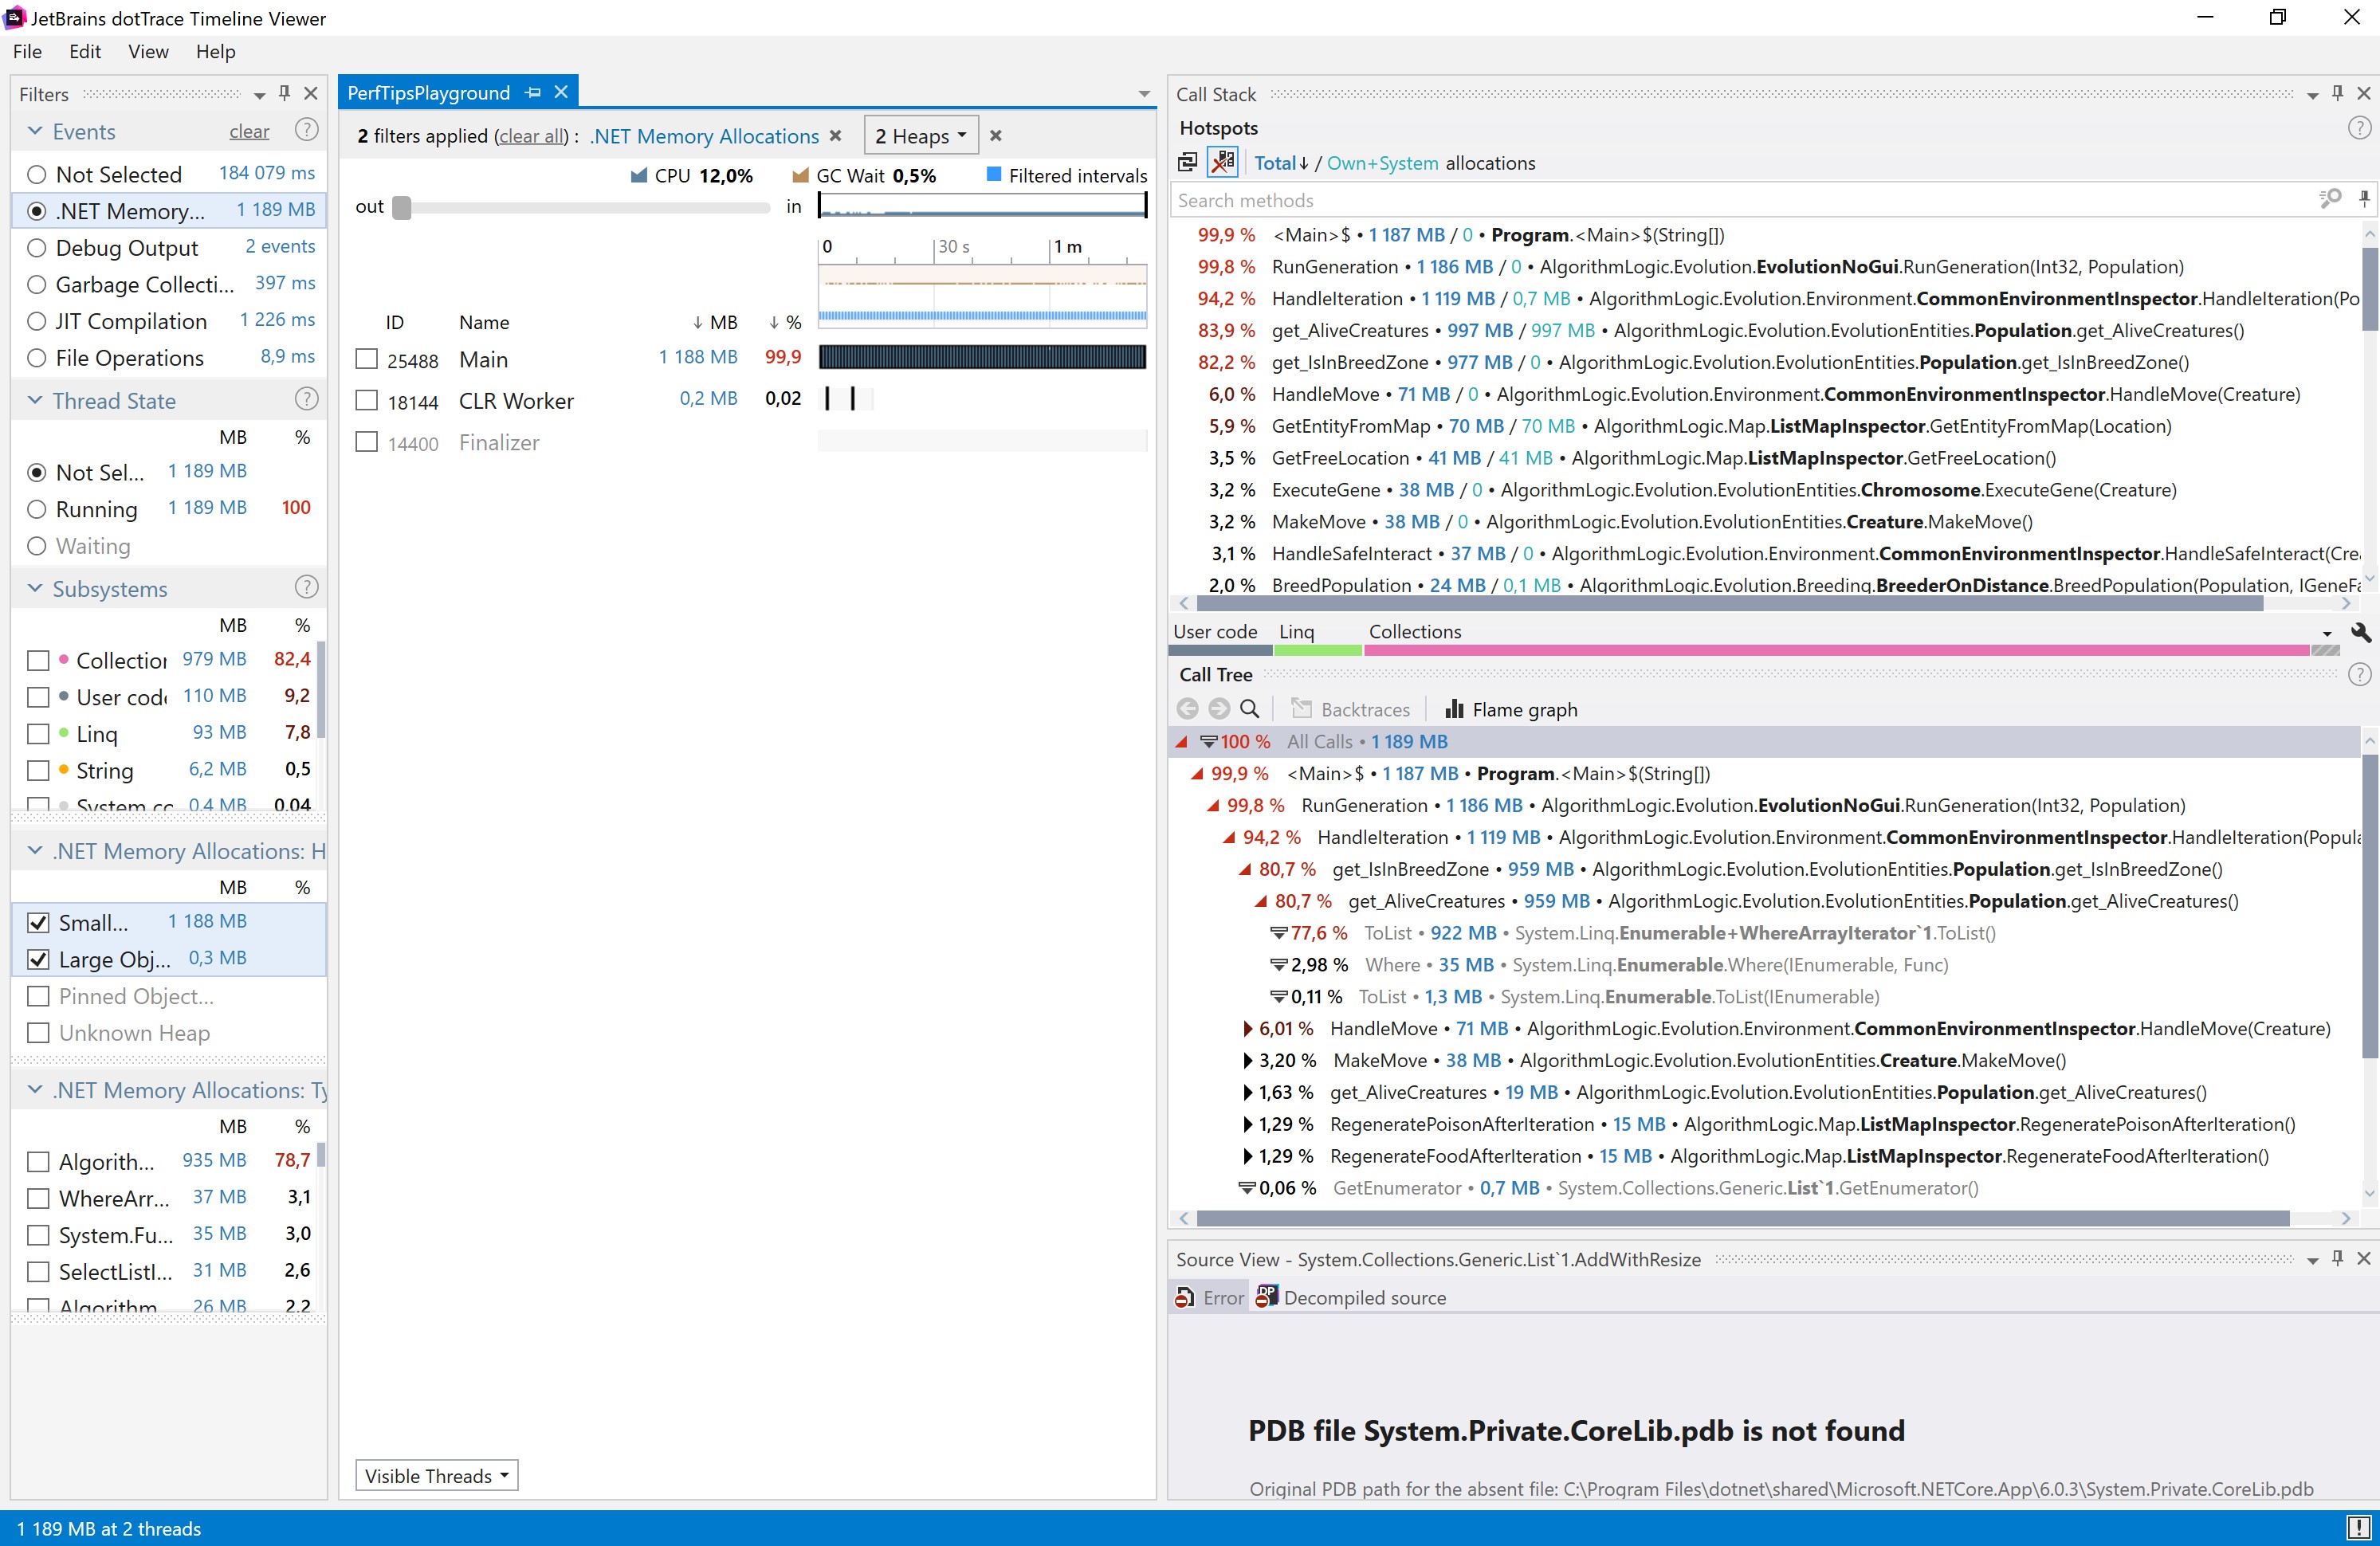 JetBrains dotTrace Timeline Viewer
File Edit View Help
Filters
Events clear ?
Not Selected 184 079 ms
.NET Memory... 1 189 MB
Debug Output 2 events
Garbage Collecti... 397 ms
JIT Compilation 1 226 ms
File Operations 8,9 ms
Thread State ?
MB %
Not Sel... 1 189 MB
Running 1 189 MB 100
Waiting
Subsystems ?
MB %
Collection 979 MB 82,4
User code 110 MB 9,2
Linq 93 MB 7,8
String 6,2 MB 0,5
System co 0,4 MB 0,04
.NET Memory Allocations: H
MB %
Small... 1 188 MB
Large Obj... 0,3 MB
Pinned Object...
Unknown Heap
.NET Memory Allocations: Ty
MB %
Algorith... 935 MB 78,7
WhereArr... 37 MB 3,1
System.Fu... 35 MB 3,0
SelectListI... 31 MB 2,6
Algorithm 26 MB 2,2
PerfTipsPlayground
2 filters applied (clear all) : .NET Memory Allocations 2 Heaps
CPU 12,0% GC Wait 0,5% Filtered intervals
out in
0 30 s 1 m
ID Name ↓ MB ↓ %
25488 Main 1 188 MB 99,9
18144 CLR Worker 0,2 MB 0,02
14400 Finalizer
Visible Threads
Call Stack
Hotspots ?
Total↓ / Own+System allocations
Search methods
99,9 % <Main>$ • 1 187 MB / 0 • Program.<Main>$(String[])
99,8 % RunGeneration • 1 186 MB / 0 • AlgorithmLogic.Evolution.EvolutionNoGui.RunGeneration(Int32, Population)
94,2 % HandleIteration • 1 119 MB / 0,7 MB • AlgorithmLogic.Evolution.Environment.CommonEnvironmentInspector.HandleIteration(Po
83,9 % get_AliveCreatures • 997 MB / 997 MB • AlgorithmLogic.Evolution.EvolutionEntities.Population.get_AliveCreatures()
82,2 % get_IsInBreedZone • 977 MB / 0 • AlgorithmLogic.Evolution.EvolutionEntities.Population.get_IsInBreedZone()
6,0 % HandleMove • 71 MB / 0 • AlgorithmLogic.Evolution.Environment.CommonEnvironmentInspector.HandleMove(Creature)
5,9 % GetEntityFromMap • 70 MB / 70 MB • AlgorithmLogic.Map.ListMapInspector.GetEntityFromMap(Location)
3,5 % GetFreeLocation • 41 MB / 41 MB • AlgorithmLogic.Map.ListMapInspector.GetFreeLocation()
3,2 % ExecuteGene • 38 MB / 0 • AlgorithmLogic.Evolution.EvolutionEntities.Chromosome.ExecuteGene(Creature)
3,2 % MakeMove • 38 MB / 0 • AlgorithmLogic.Evolution.EvolutionEntities.Creature.MakeMove()
3,1 % HandleSafeInteract • 37 MB / 0 • AlgorithmLogic.Evolution.Environment.CommonEnvironmentInspector.HandleSafeInteract(Cre
2,0 % BreedPopulation • 24 MB / 0,1 MB • AlgorithmLogic.Evolution.Breeding.BreederOnDistance.BreedPopulation(Population, IGeneFa
User code Linq Collections
Call Tree ?
Backtraces Flame graph
100 % All Calls • 1 189 MB
99,9 % <Main>$ • 1 187 MB • Program.<Main>$(String[])
99,8 % RunGeneration • 1 186 MB • AlgorithmLogic.Evolution.EvolutionNoGui.RunGeneration(Int32, Population)
94,2 % HandleIteration • 1 119 MB • AlgorithmLogic.Evolution.Environment.CommonEnvironmentInspector.HandleIteration(Popula
80,7 % get_IsInBreedZone • 959 MB • AlgorithmLogic.Evolution.EvolutionEntities.Population.get_IsInBreedZone()
80,7 % get_AliveCreatures • 959 MB • AlgorithmLogic.Evolution.EvolutionEntities.Population.get_AliveCreatures()
77,6 % ToList • 922 MB • System.Linq.Enumerable+WhereArrayIterator`1.ToList()
2,98 % Where • 35 MB • System.Linq.Enumerable.Where(IEnumerable, Func)
0,11 % ToList • 1,3 MB • System.Linq.Enumerable.ToList(IEnumerable)
6,01 % HandleMove • 71 MB • AlgorithmLogic.Evolution.Environment.CommonEnvironmentInspector.HandleMove(Creature)
3,20 % MakeMove • 38 MB • AlgorithmLogic.Evolution.EvolutionEntities.Creature.MakeMove()
1,63 % get_AliveCreatures • 19 MB • AlgorithmLogic.Evolution.EvolutionEntities.Population.get_AliveCreatures()
1,29 % RegeneratePoisonAfterIteration • 15 MB • AlgorithmLogic.Map.ListMapInspector.RegeneratePoisonAfterIteration()
1,29 % RegenerateFoodAfterIteration • 15 MB • AlgorithmLogic.Map.ListMapInspector.RegenerateFoodAfterIteration()
0,06 % GetEnumerator • 0,7 MB • System.Collections.Generic.List`1.GetEnumerator()
Source View - System.Collections.Generic.List`1.AddWithResize
Error Decompiled source
PDB file System.Private.CoreLib.pdb is not found
Original PDB path for the absent file: C:\Program Files\dotnet\shared\Microsoft.NETCore.App\6.0.3\System.Private.CoreLib.pdb
1 189 MB at 2 threads